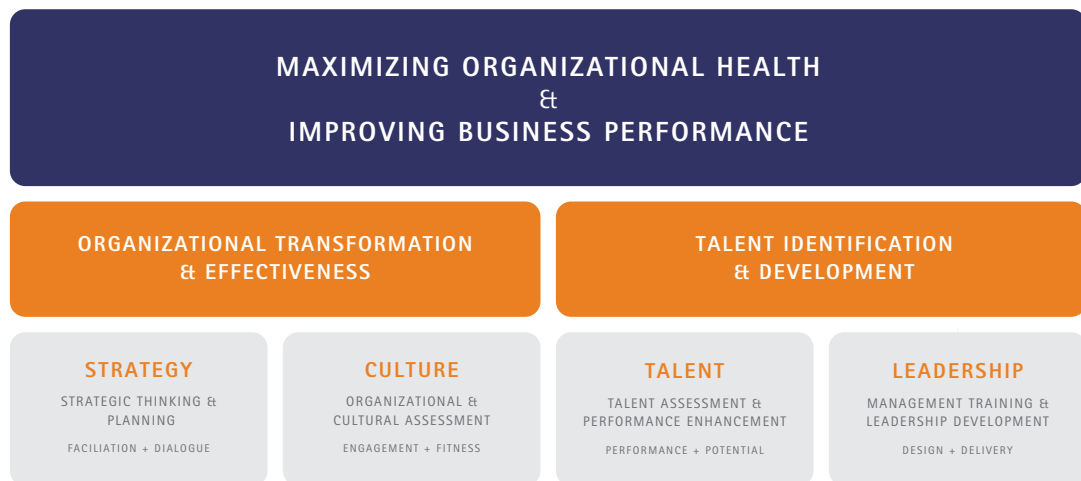 MAXIMIZING ORGANIZATIONAL HEALTH
&
IMPROVING BUSINESS PERFORMANCE
ORGANIZATIONAL TRANSFORMATION
& EFFECTIVENESS
TALENT IDENTIFICATION
& DEVELOPMENT
STRATEGY
STRATEGIC THINKING &
PLANNING
FACILIATION + DIALOGUE
CULTURE
ORGANIZATIONAL &
CULTURAL ASSESSMENT
ENGAGEMENT + FITNESS
TALENT
TALENT ASSESSMENT &
PERFORMANCE ENHANCEMENT
PERFORMANCE + POTENTIAL
LEADERSHIP
MANAGEMENT TRAINING &
LEADERSHIP DEVELOPMENT
DESIGN + DELIVERY